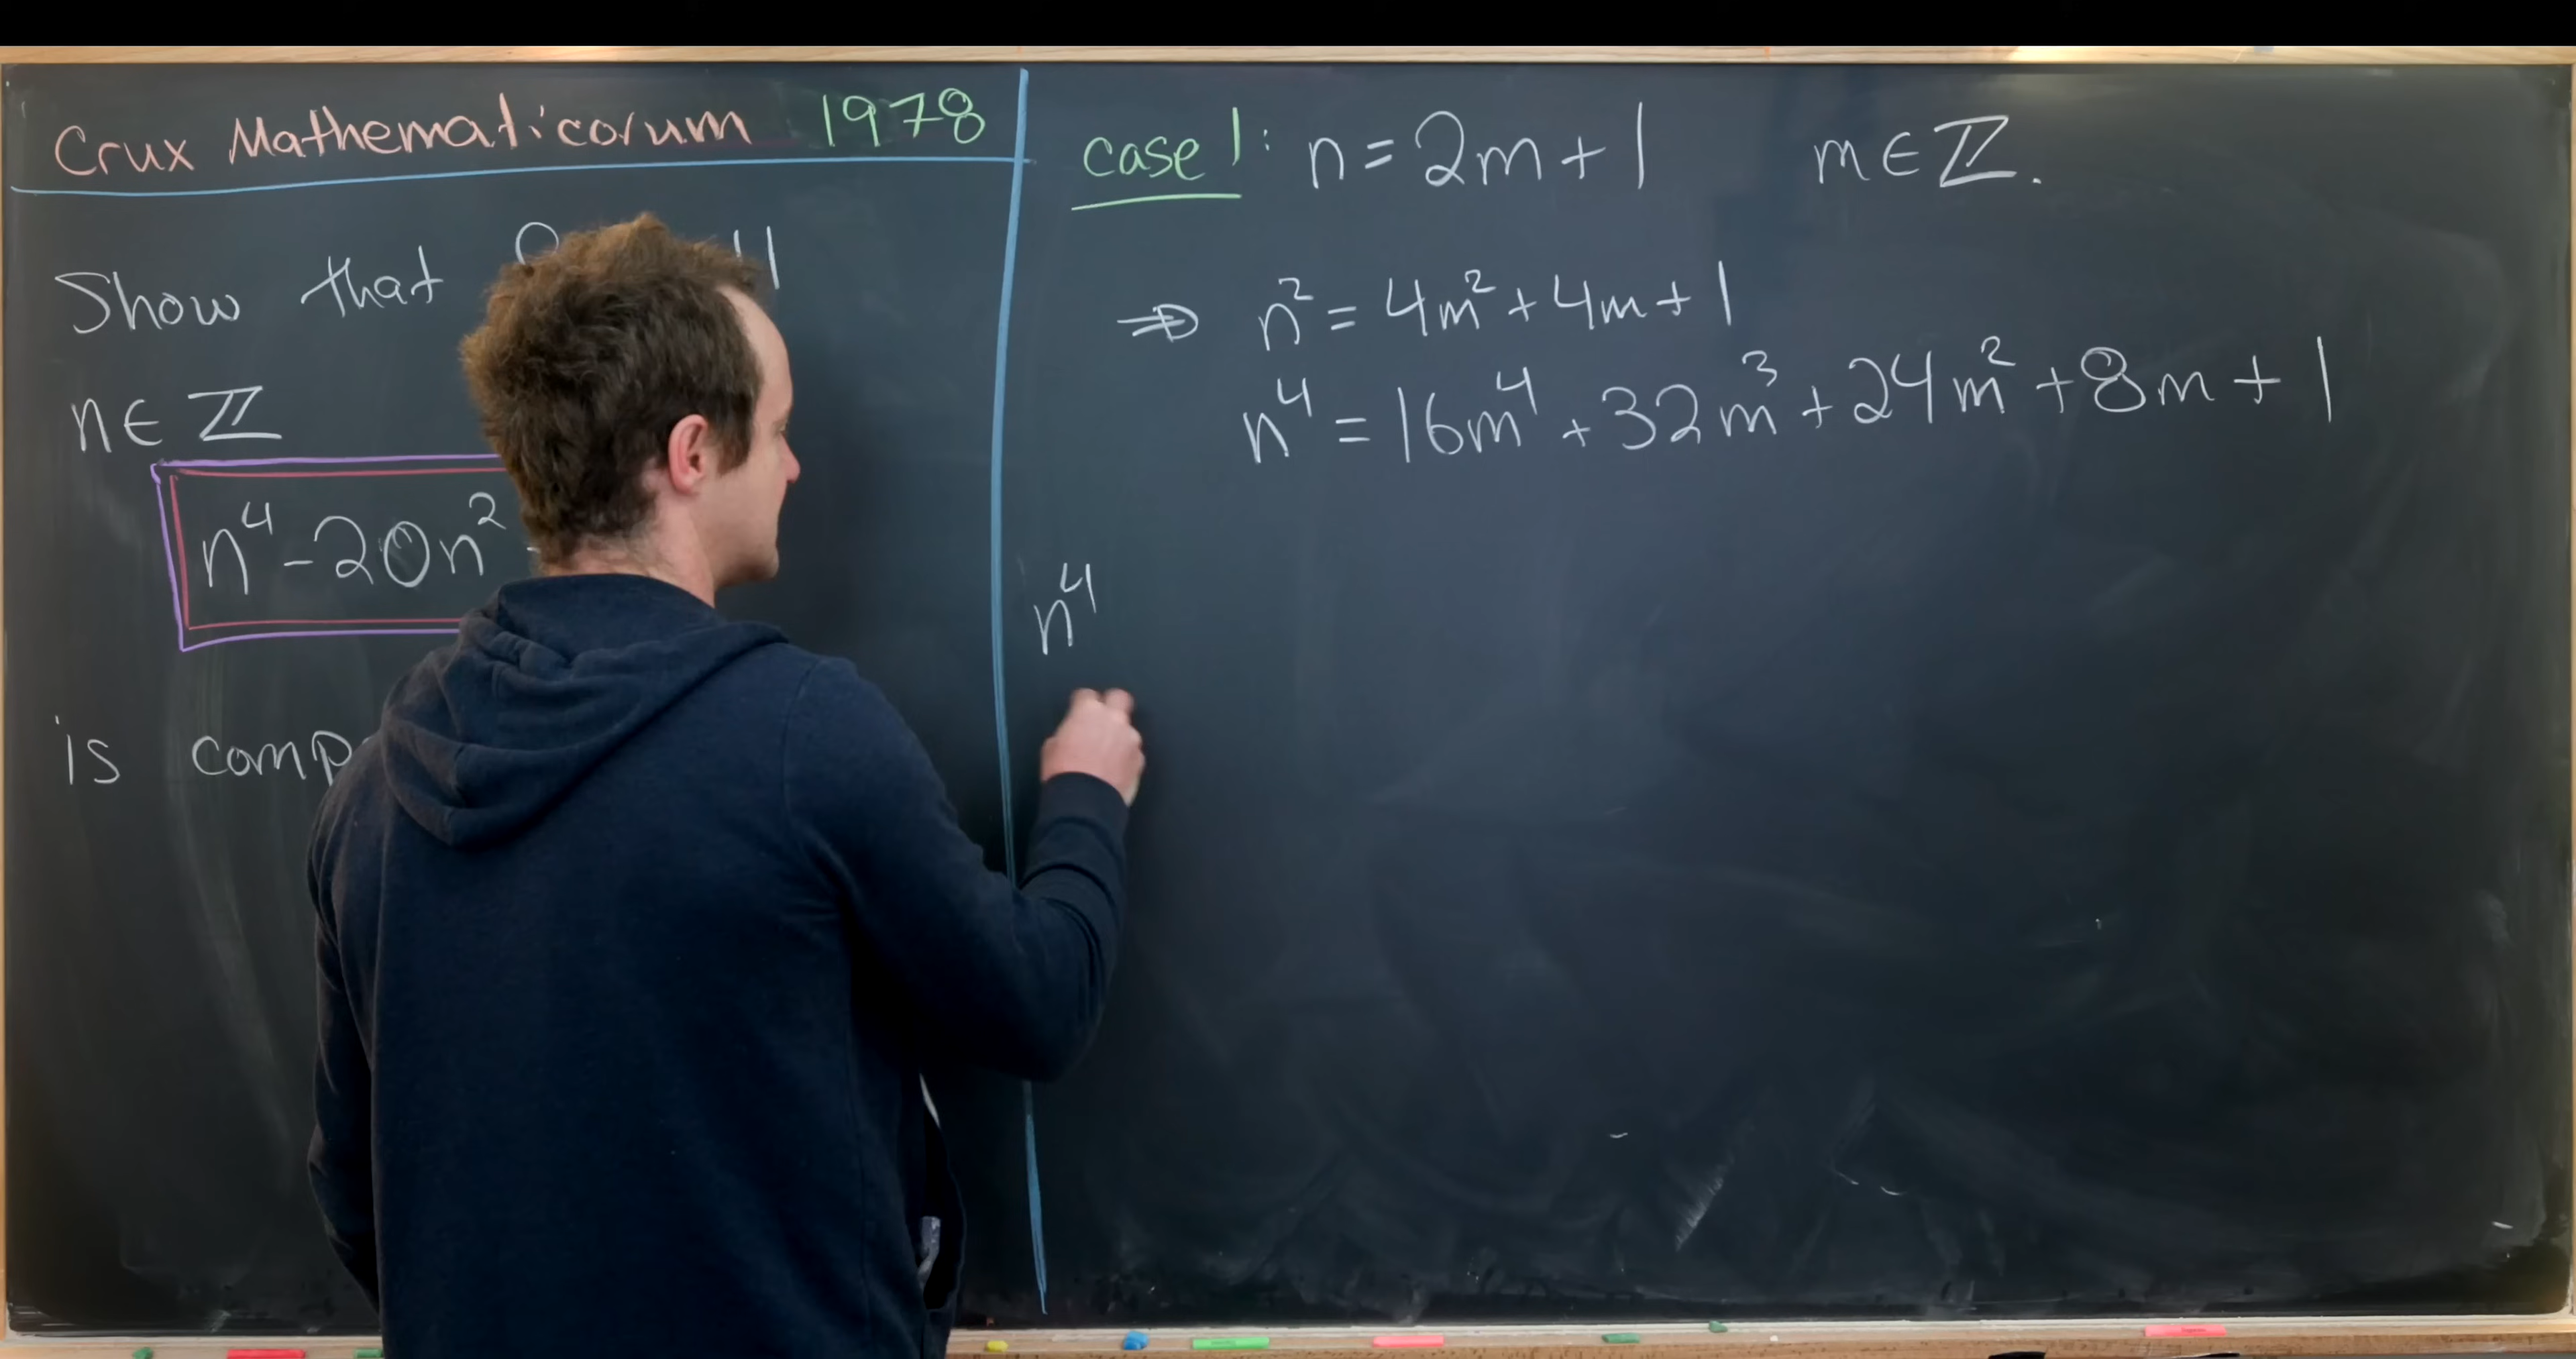 Crux Mathematicorum 1978
Show that
n ∈ ℤ
n⁴ - 20n²
is
case 1: n = 2m + 1 m ∈ ℤ.
⇒ n² = 4m² + 4m + 1
n⁴ = 16m⁴ + 32m³ + 24m² + 8m + 1
n⁴